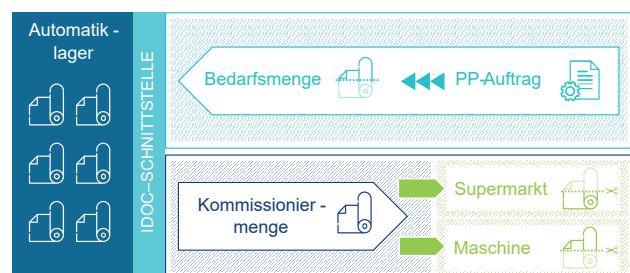 Automatik -
lager
IDOC–SCHNITTSTELLE
Bedarfsmenge
PP-Auftrag
Kommissionier -
menge
Supermarkt
Maschine